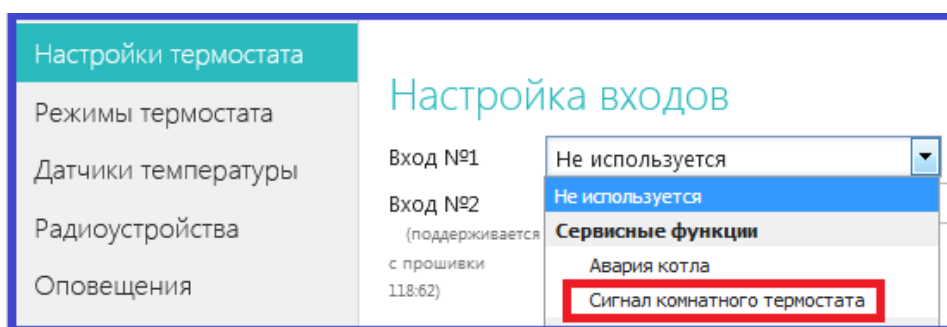 Настройки термостата
Режимы термостата
Датчики температуры
Радиоустройства
Оповещения
Настройка входов
Вход №1
Не используется
Не используется
Вход №2
(поддерживается
с прошивки
118:62)
Сервисные функции
Авария котла
Сигнал комнатного термостата